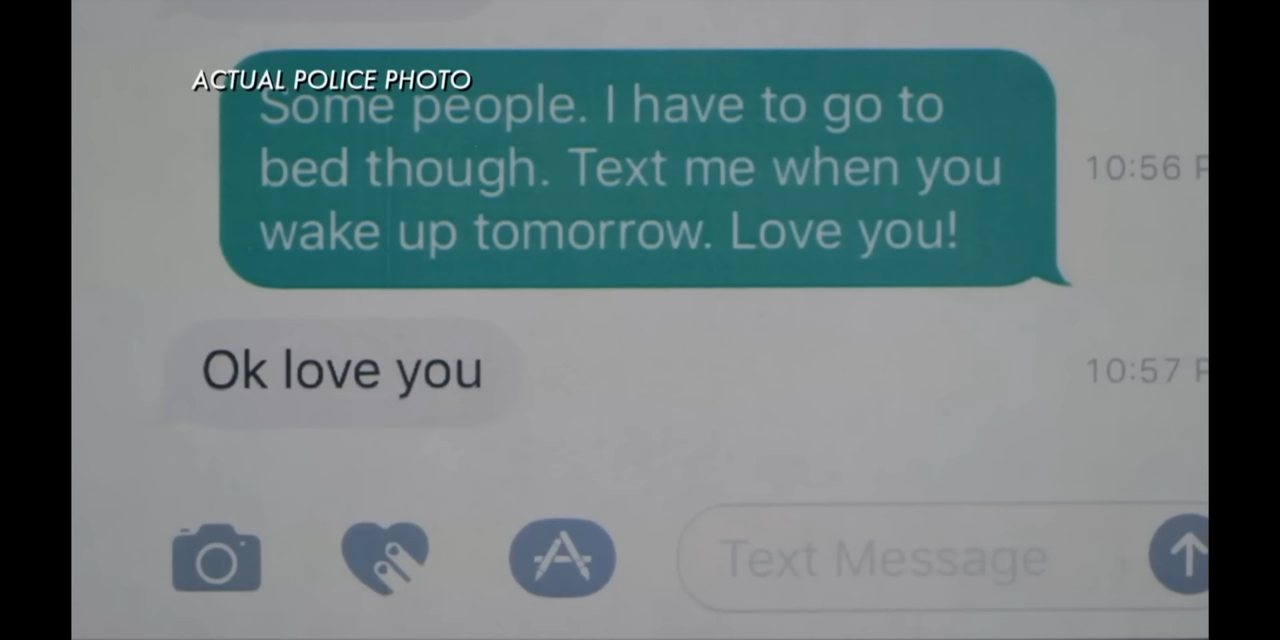 ACTUAL POLICE PHOTO
Some people. I have to go to
bed though. Text me when you
wake up tomorrow. Love you!
10:56
Ok love you
10:57
Text Message